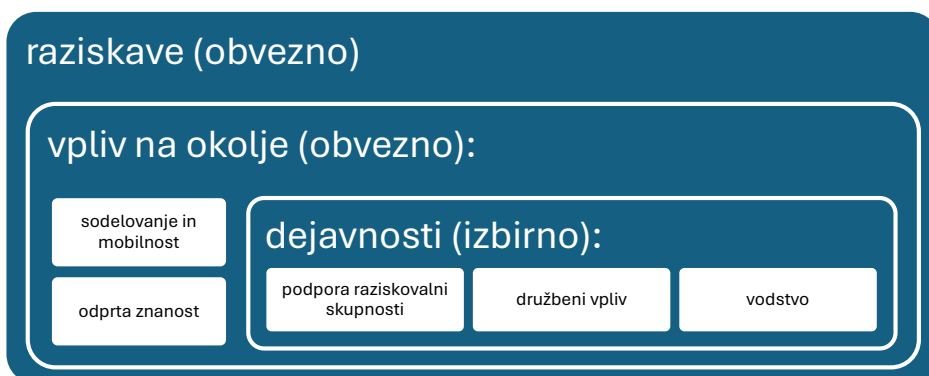 raziskave (obvezno)
vpliv na okolje (obvezno):
sodelovanje in
mobilnost
odprta znanost
dejavnosti (izbirno):
podpora raziskovalni
skupnosti
družbeni vpliv
vodstvo